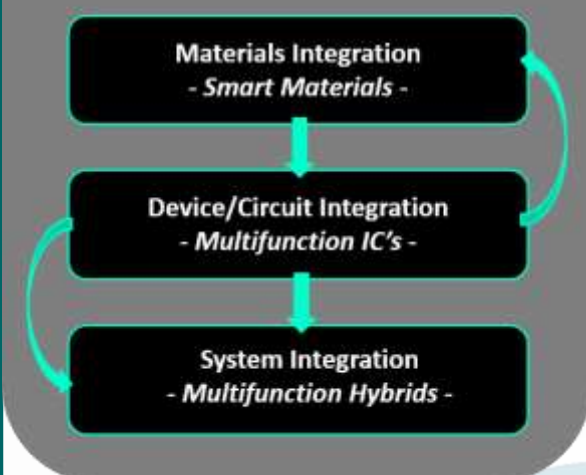 Materials Integration
- Smart Materials -
Device/Circuit Integration
- Multifunction IC's -
System Integration
- Multifunction Hybrids -